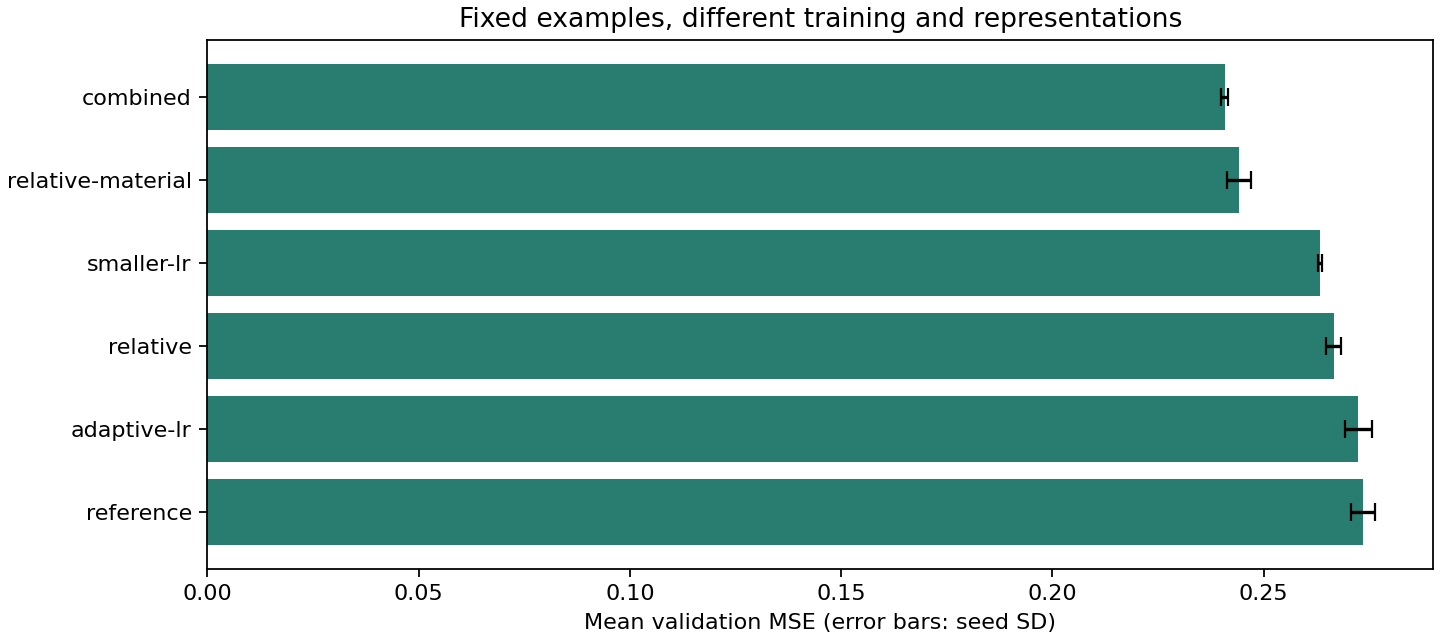 Fixed examples, different training and representations
combined
relative-material
smaller-lr
relative
adaptive-lr
reference
0.00 0.05 0.10 0.15 0.20 0.25
Mean validation MSE (error bars: seed SD)